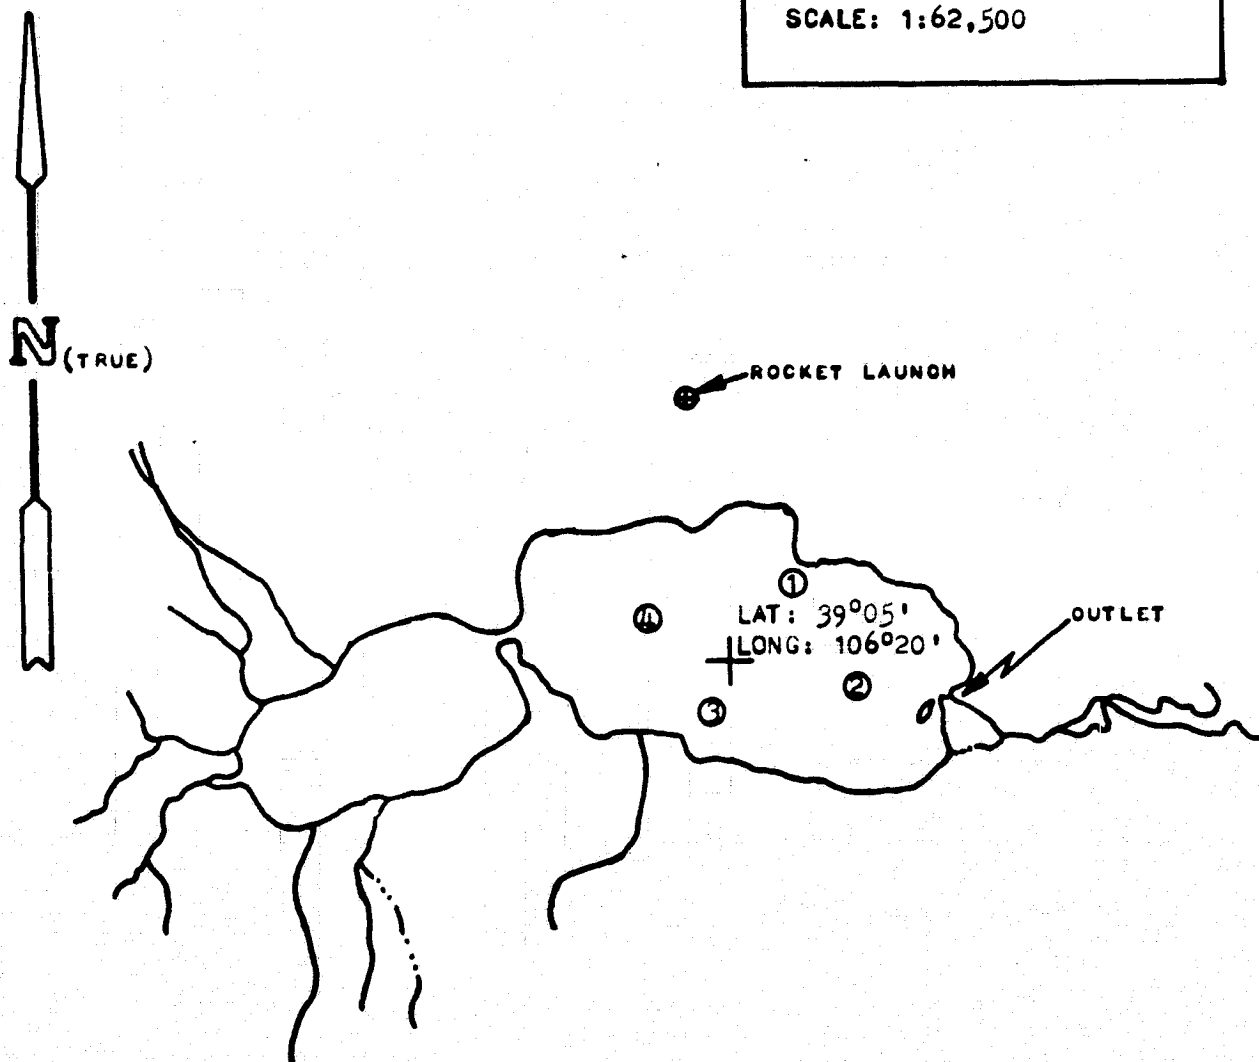 SCALE: 1:62,500
N (TRUE)
ROCKET LAUNCH
1
4
LAT: 39°05'
LONG: 106°20'
OUTLET
2
3